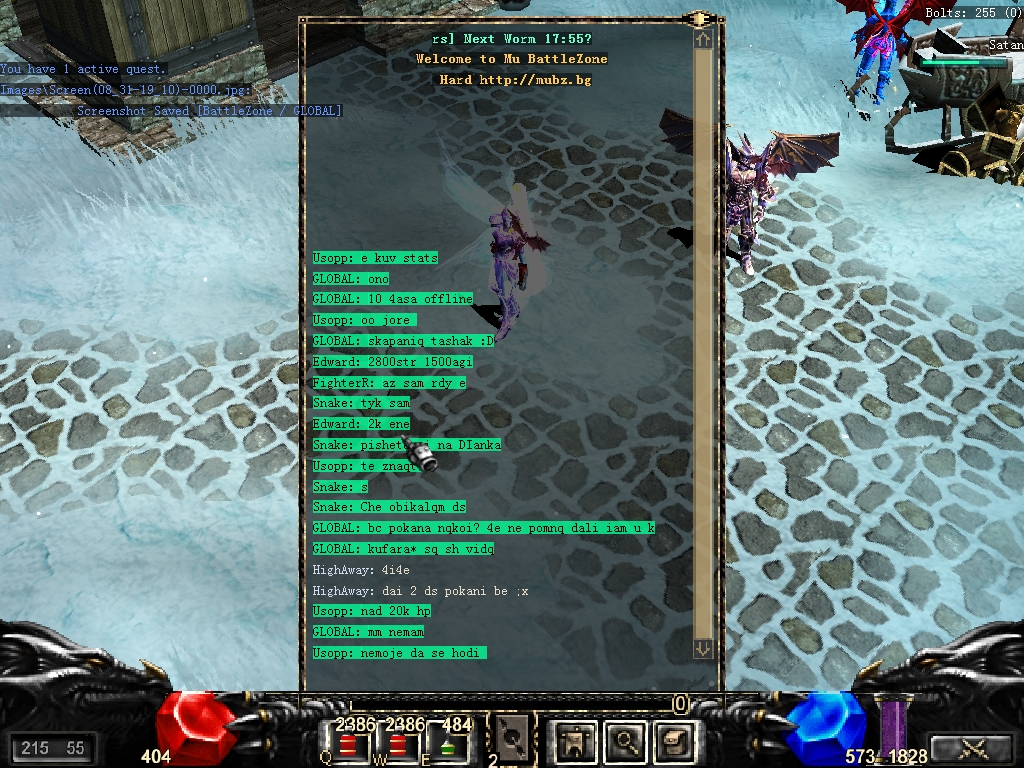 Bolts: 255 (0)
rs] Next Worm 17:55?
Satan
Welcome to Mu BattleZone
You have 1 active quest.
Hard http://mubz.bg
Images\Screen(08_31-19_10)-0000.jpg:
Screenshot Saved [BattleZone / GLOBAL]
Usopp: e kuv stats
GLOBAL: ono
GLOBAL: 10 4asa offline
Usopp: oo jore
GLOBAL: skapaniq tashak :D
Edward: 2800str 1500agi
FighterR: az sam rdy e
Snake: tyk sam
Edward: 2k ene
Snake: na DIanka
Usopp: te znaqt
Snake: s
Snake: Che obikalqm ds
GLOBAL: bc pokana nqkoi? 4e ne pomnq dali iam u k
GLOBAL: kufara* sq sh vidq
HighAway: 4i4e
HighAway: dai 2 ds pokani be ;x
Usopp: nad 20k hp
GLOBAL: mm nemam
Usopp: nemoje da se hodi
0
2386 2386 484
215 55
404
Q W E 2
573 1828